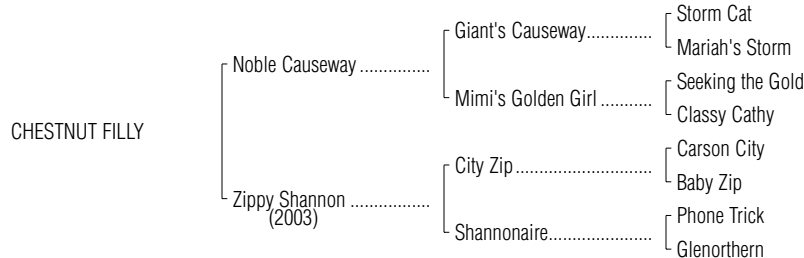 Storm Cat
Giant's Causeway...............
Mariah's Storm
Noble Causeway ...............
Seeking the Gold
Mimi's Golden Girl ...........
Classy Cathy
CHESTNUT FILLY
Carson City
City Zip ................................
Baby Zip
Zippy Shannon .................
(2003)
Phone Trick
Shannonaire........................
Glenorthern